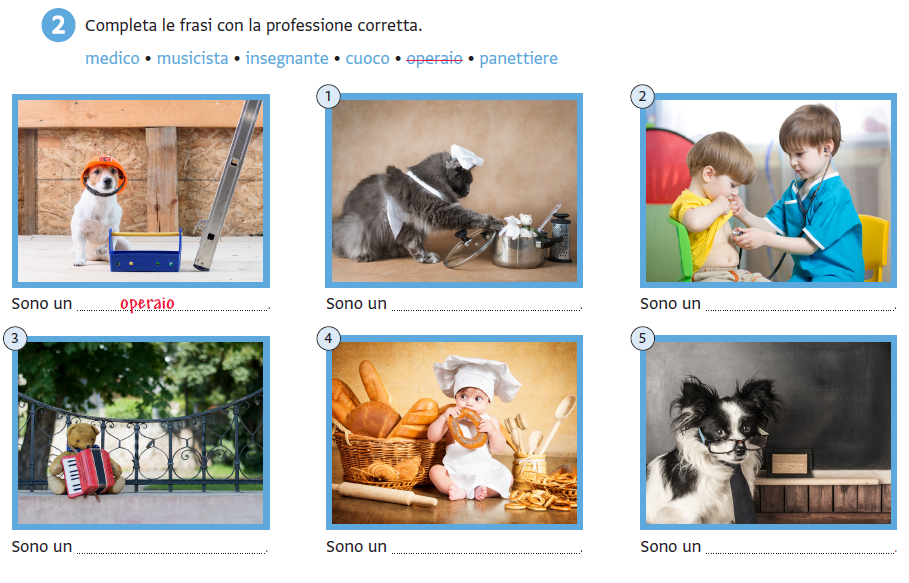 2 Completa le frasi con la professione corretta.
medico • musicista • insegnante • cuoco • operaio • panettiere
1
2
Sono un operaio.
Sono un .
Sono un .
3
4
5
Sono un .
Sono un .
Sono un .